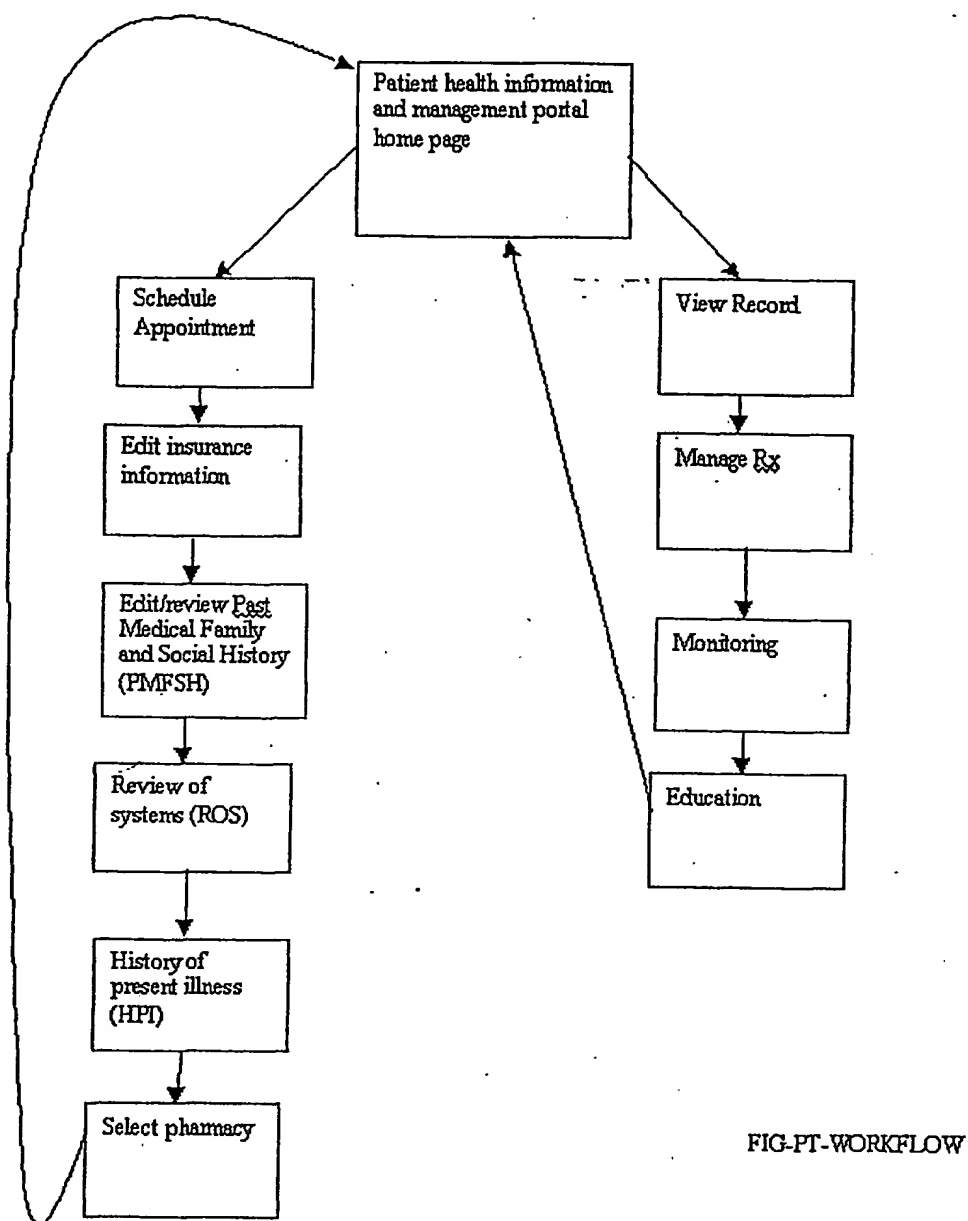 Patient health information
and management portal
home page
Schedule
Appointment
Edit insurance
information
Edit/review Past
Medical Family
and Social History
(PMFSH)
Review of
systems (ROS)
History of
present illness
(HPI)
Select pharmacy
View Record
Manage Rx
Monitoring
Education
FIG-PT-WORKFLOW